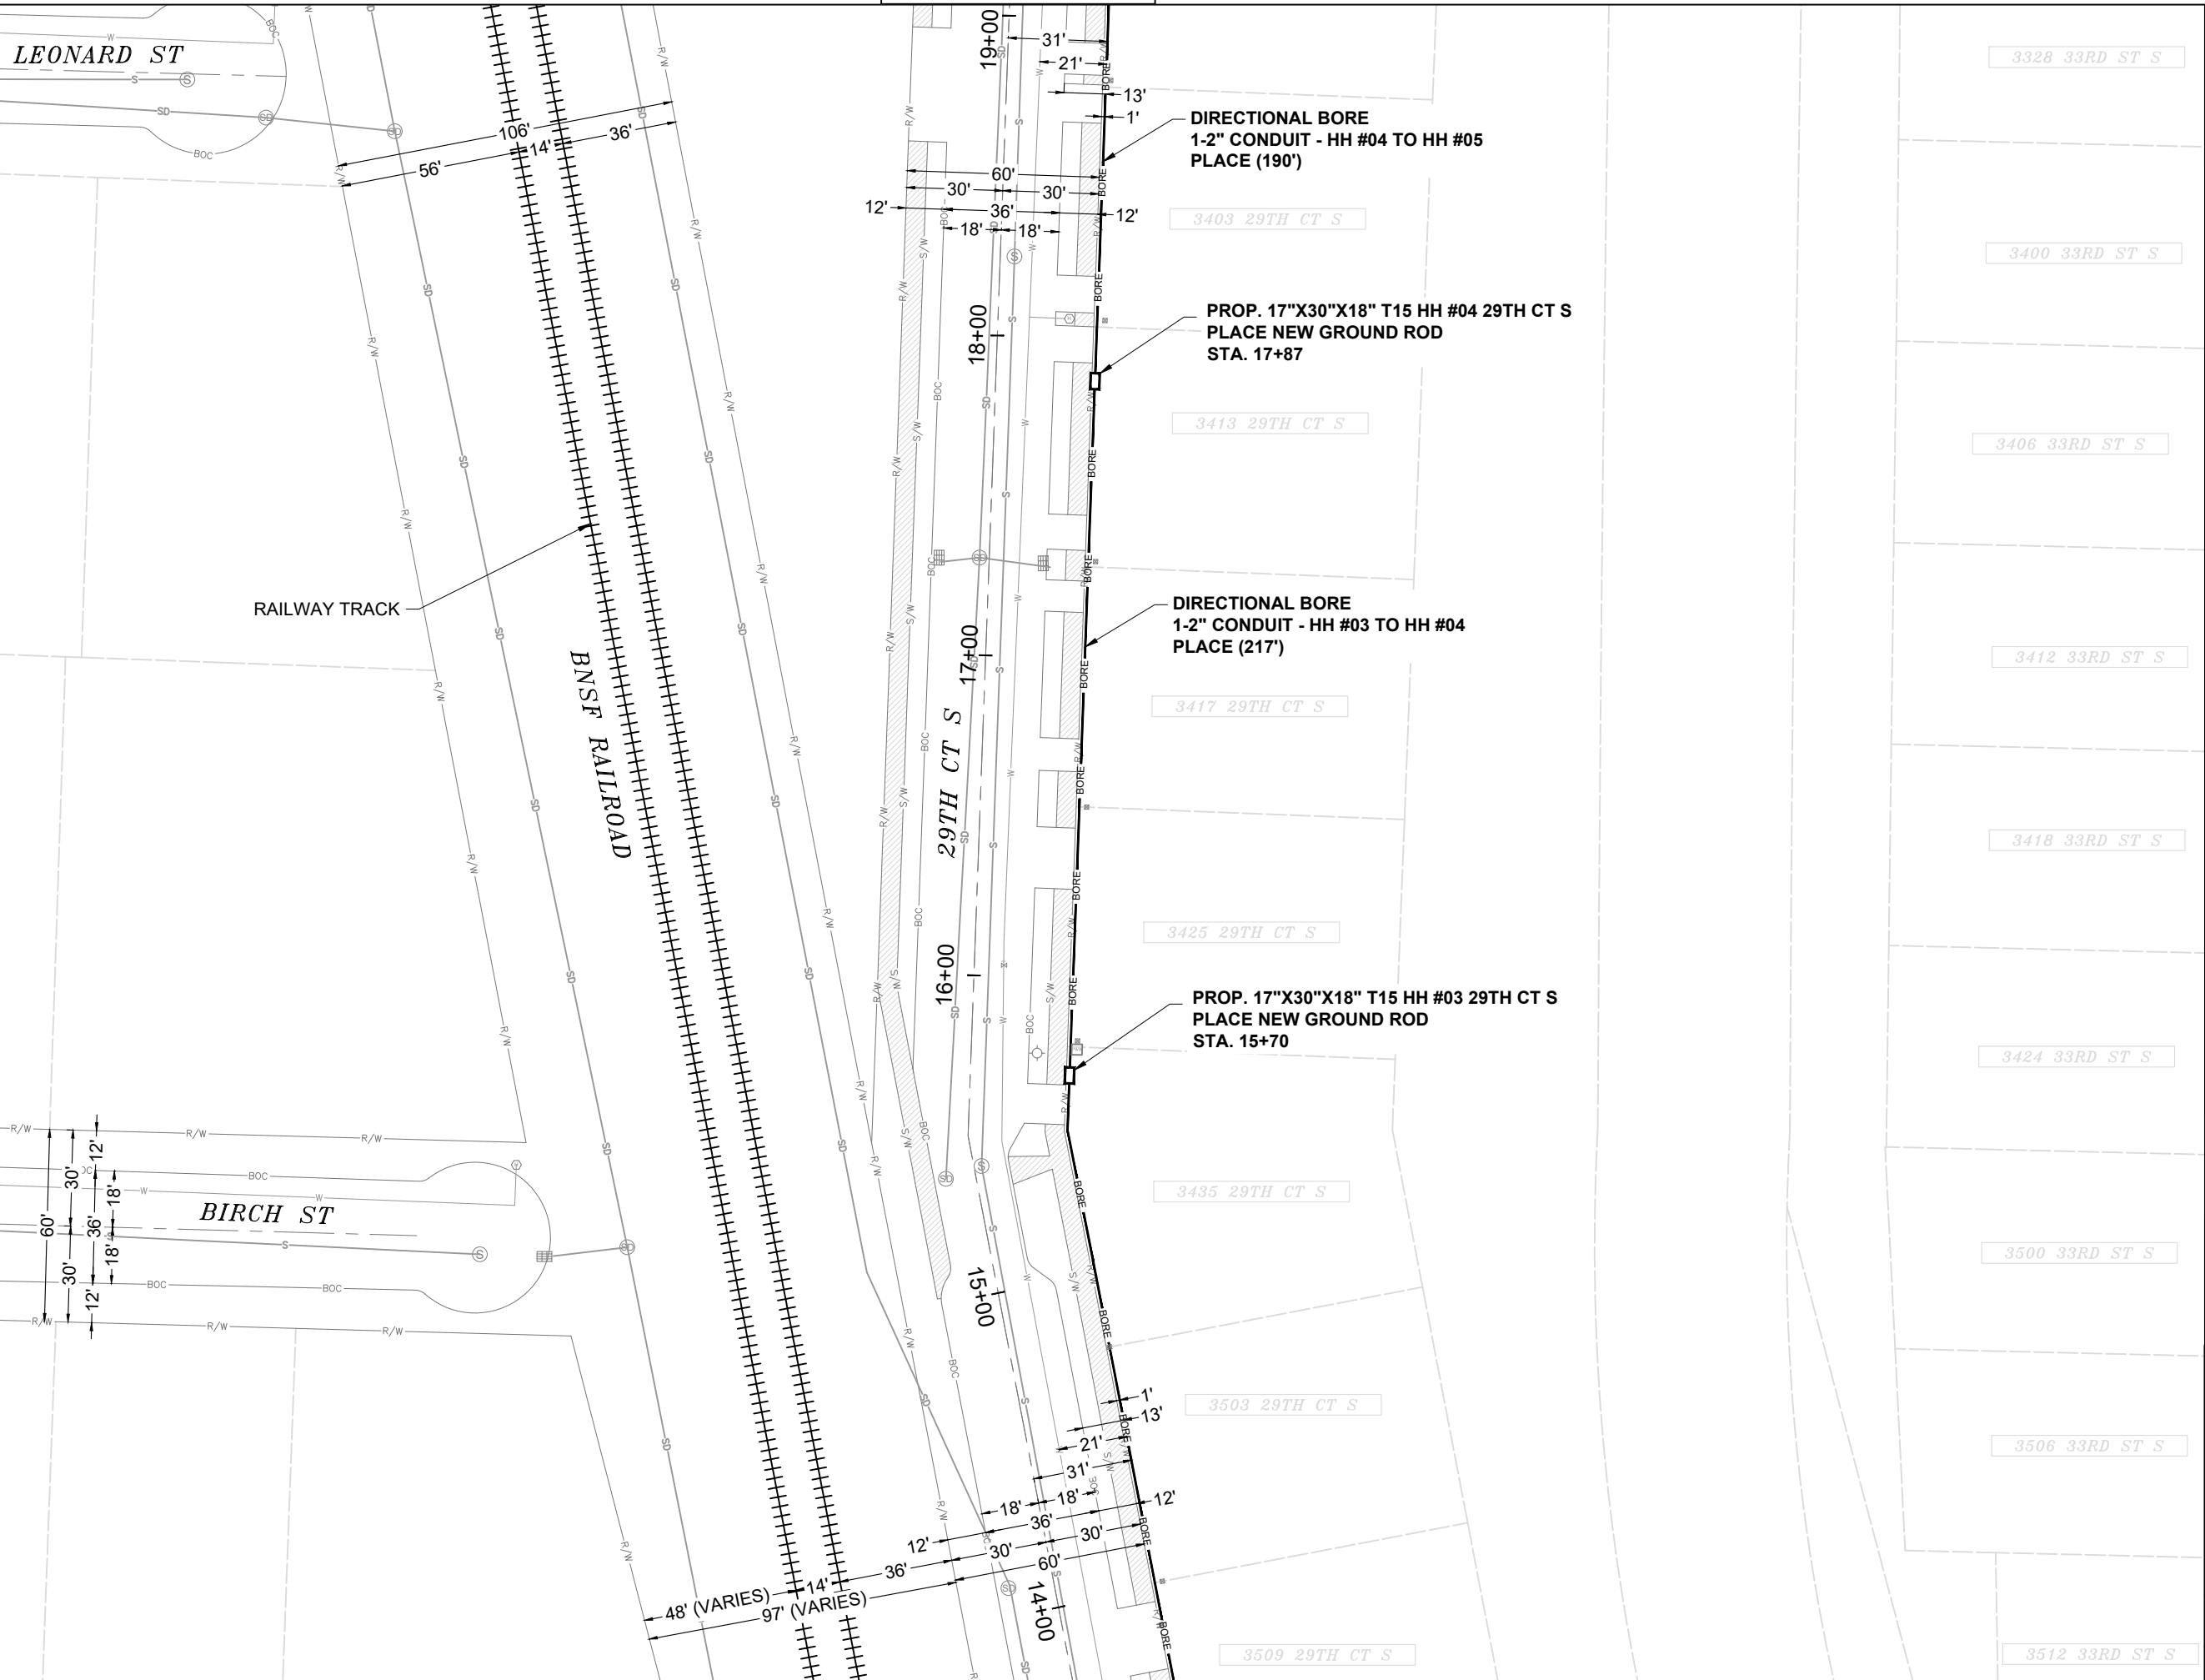 LEONARD ST
19+00
31'
21'
13'
1'
DIRECTIONAL BORE
1-2" CONDUIT - HH #04 TO HH #05
PLACE (190')
3328 33RD ST S
106'
14'
36'
56'
60'
30'
30'
12'
36'
12'
18'
18'
3403 29TH CT S
3400 33RD ST S
PROP. 17"X30"X18" T15 HH #04 29TH CT S
PLACE NEW GROUND ROD
STA. 17+87
18+00
3413 29TH CT S
3406 33RD ST S
RAILWAY TRACK
BNSF RAILROAD
DIRECTIONAL BORE
1-2" CONDUIT - HH #03 TO HH #04
PLACE (217')
17+00
3412 33RD ST S
3417 29TH CT S
29TH CT S
3418 33RD ST S
3425 29TH CT S
16+00
PROP. 17"X30"X18" T15 HH #03 29TH CT S
PLACE NEW GROUND ROD
STA. 15+70
3424 33RD ST S
3435 29TH CT S
BIRCH ST
60'
30'
30'
12'
36'
12'
18'
18'
3500 33RD ST S
15+00
3503 29TH CT S
1'
13'
21'
31'
3506 33RD ST S
18'
18'
12'
36'
12'
30'
30'
36'
60'
14'
48' (VARIES)
97' (VARIES)
14+00
3509 29TH CT S
3512 33RD ST S
R/W
BOC
S/W
SD
S
W
BORE